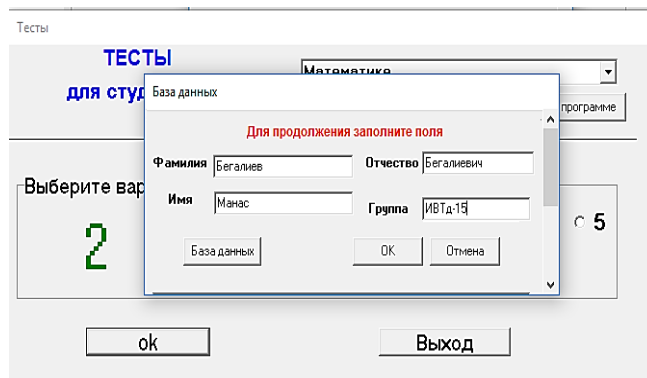 Тесты
ТЕСТЫ
для студ
Математике
программе
База данных
Для продолжения заполните поля
Фамилия Бегалиев Отчество Бегалиевич
Имя Манас Группа ИВТд-15
База данных OK Отмена
Выберите вар
2
5
ok Выход